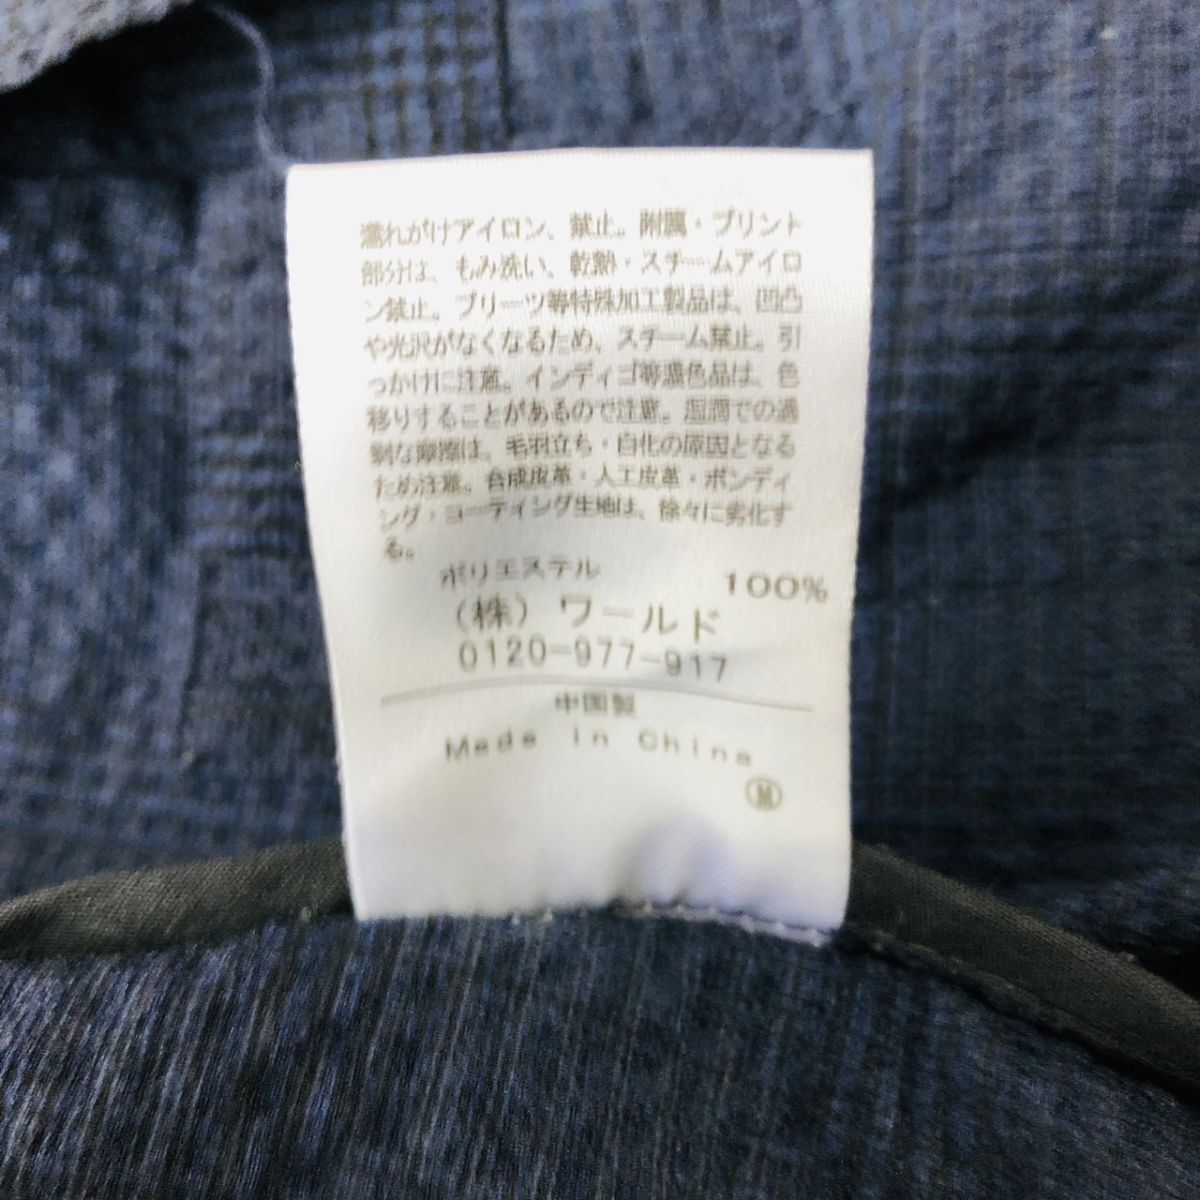 濡れがけアイロン、禁止。附属・プリント
部分は、もみ洗い、乾熱・スチームアイロ
ン禁止。プリーツ等特殊加工製品は、凹凸
や光沢がなくなるため、スチーム禁止。引
っかけに注意。インディゴ等濃色品は、色
移りすることがあるので注意。湿潤での過
剰な摩擦は、毛羽立ち・白化の原因となる
ため注意。合成皮革・人工皮革・ボンディ
ング・コーティング生地は、徐々に劣化す
る。
ポリエステル 100%
(株) ワールド
0120-977-917
中国製
Made in China
Ⓜ